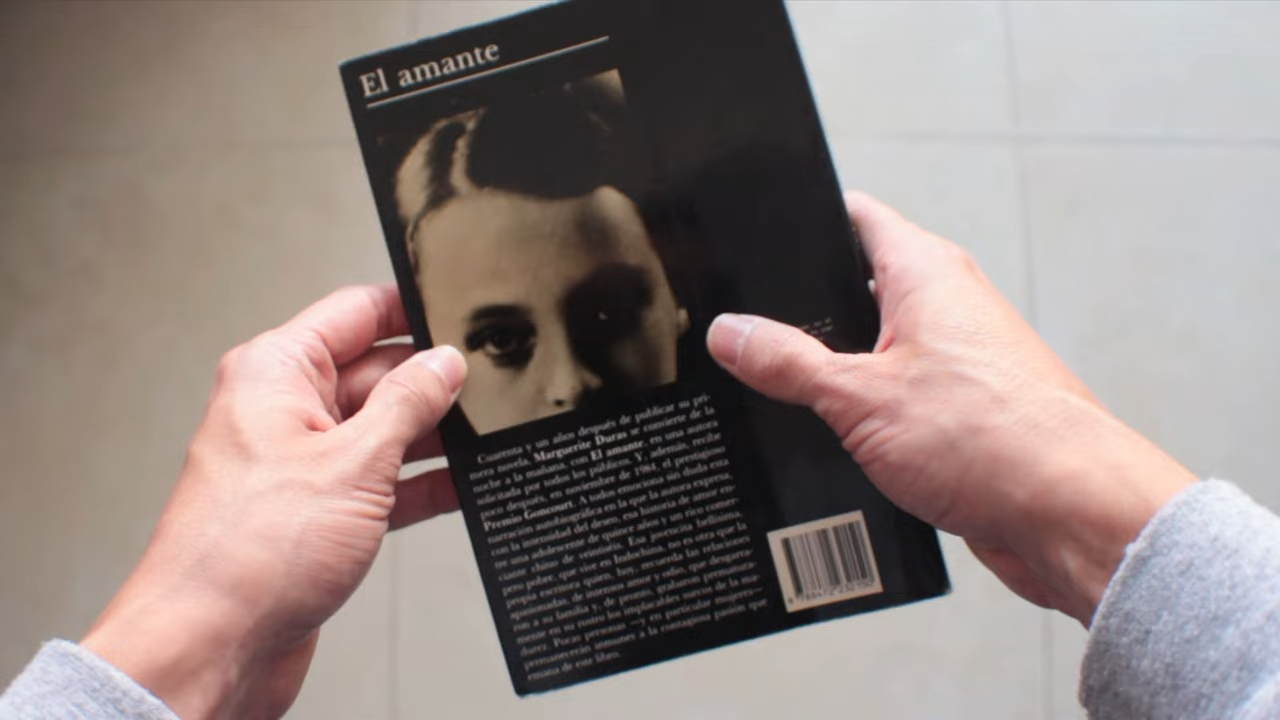 El amante
Cuarenta y un años después de publicar su pri-
mera novela, Marguerite Duras se convierte de la
noche a la mañana, con El amante, en una autora
solicitada por todos los públicos. Y, además, recibe
poco después, en noviembre de 1984, el prestigioso
Premio Goncourt. A todos emociona sin duda esta
narración autobiográfica en la que la autora expresa,
con la intensidad del deseo, esa historia de amor en-
tre una adolescente de quince años y un rico comer-
ciante chino de veintiséis. Esa jovencita bellísima,
pero pobre, que vive en Indochina, no es otra que la
propia escritora quien, hoy, recuerda las relaciones
apasionadas, de intensos amor y odio, que desgarra-
ron a su familia y, de pronto, grabaron prematura-
mente en su rostro los implacables surcos de la ma-
durez. Pocas personas —y en particular mujeres—
permanecerán inmunes a la contagiosa pasión que
emana de este libro.